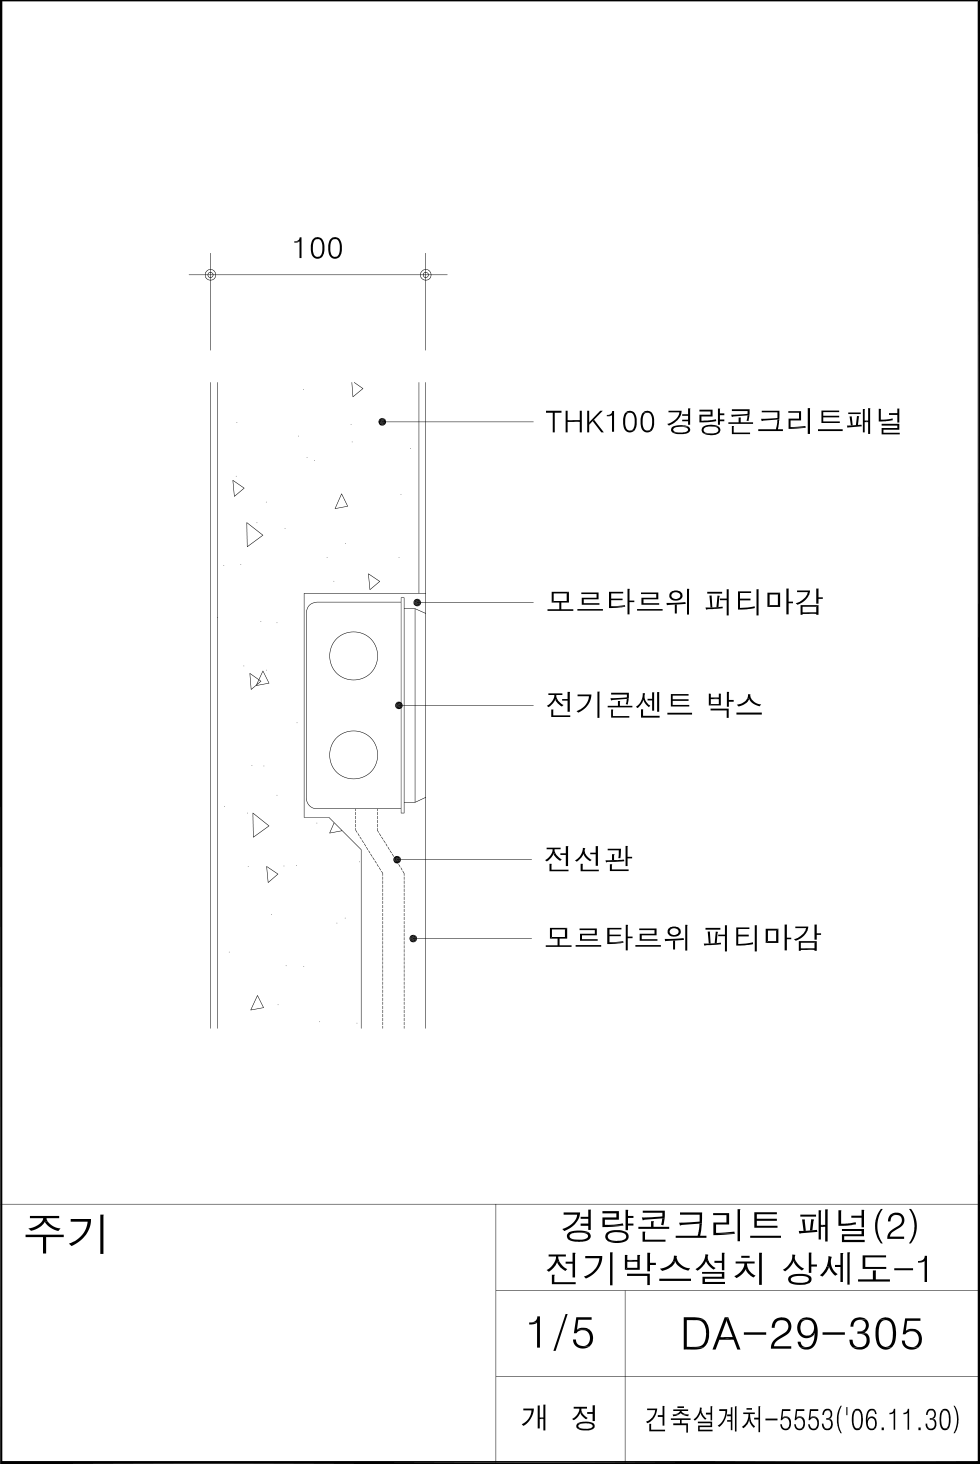 100
THK100 경량콘크리트패널
모르타르위 퍼티마감
전기콘센트 박스
전선관
모르타르위 퍼티마감
주기
경량콘크리트 패널(2)
전기박스설치 상세도-1
1/5
DA-29-305
개 정
건축설계처-5553('06.11.30)